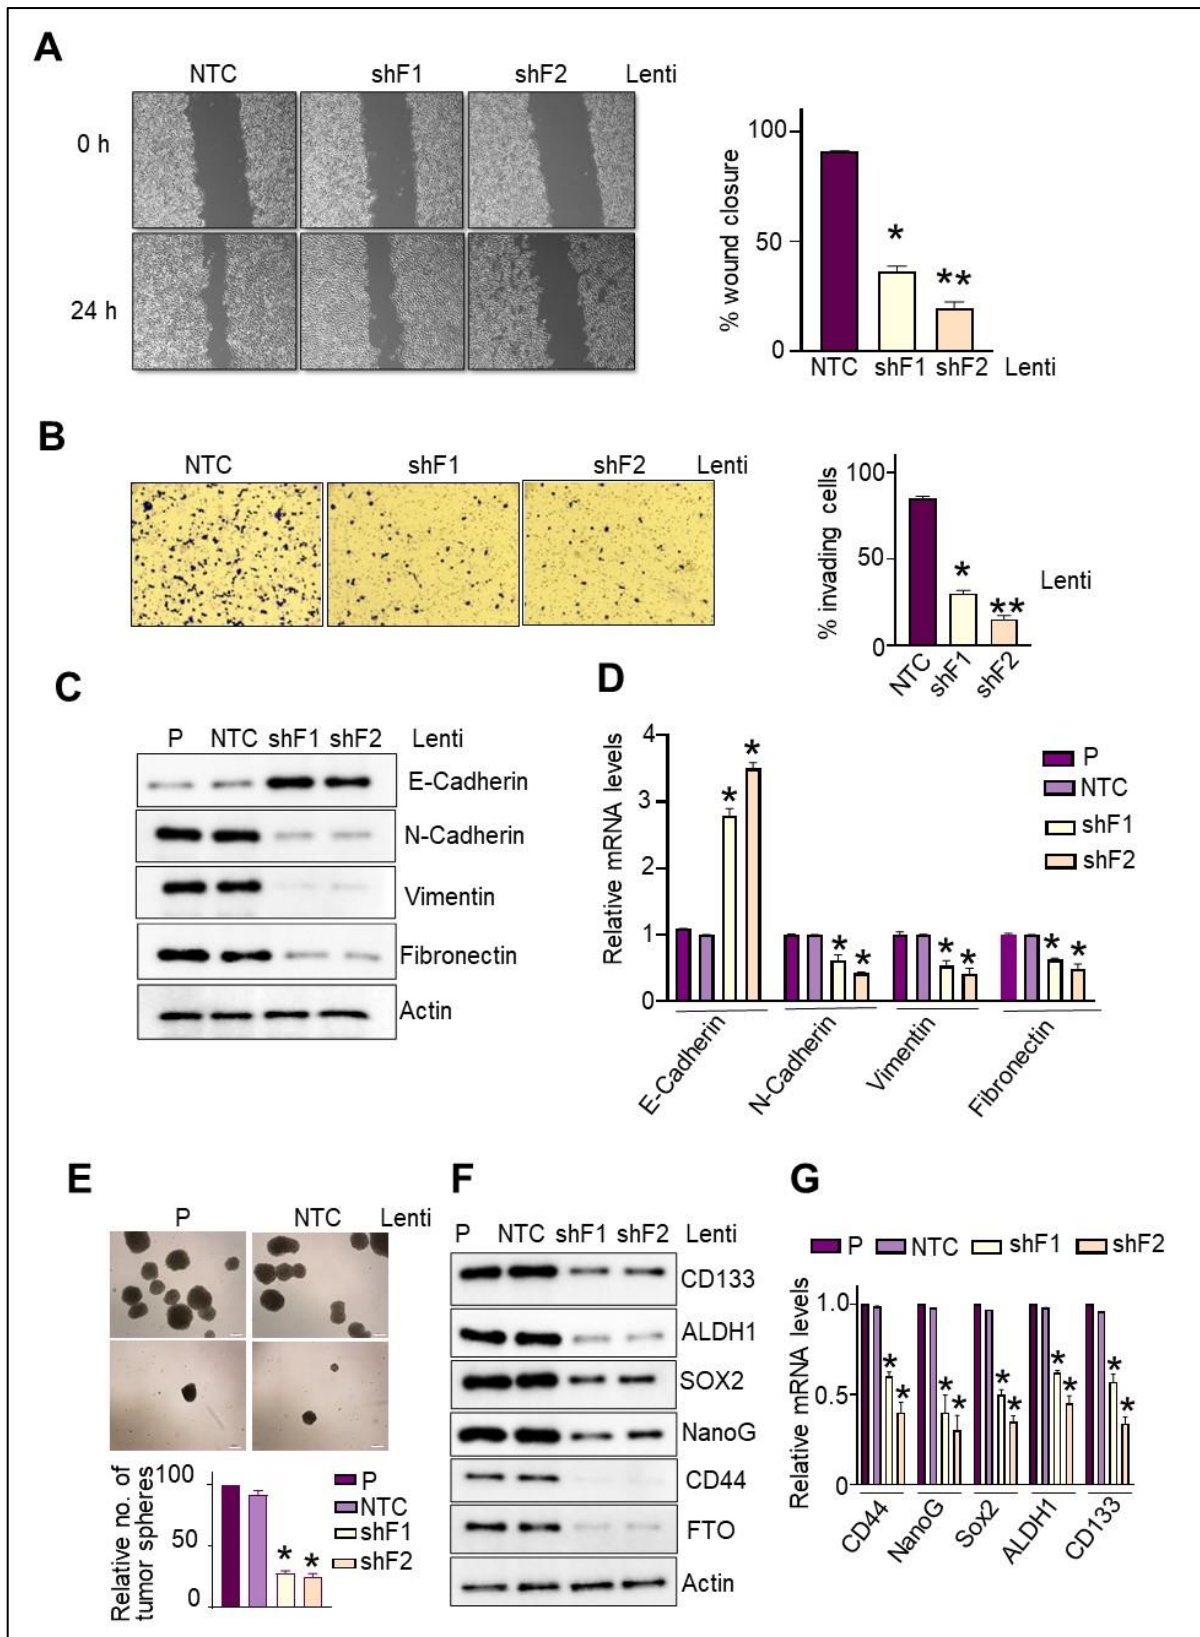 A
NTC shF1 shF2 Lenti
0 h
24 h
% wound closure
100
50
0
* **
NTC shF1 shF2 Lenti
B
NTC shF1 shF2 Lenti
% invading cells
100
50
0
* **
Lenti
NTC shF1 shF2
C
P NTC shF1 shF2 Lenti
E-Cadherin
N-Cadherin
Vimentin
Fibronectin
Actin
D
Relative mRNA levels
4
3
2
1
0
* * * * * * * *
P
NTC
shF1
shF2
E-Cadherin N-Cadherin Vimentin Fibronectin
E
P NTC Lenti
Relative no. of
tumor spheres
100
50
0
* *
P
NTC
shF1
shF2
F
P NTC shF1 shF2 Lenti
CD133
ALDH1
SOX2
NanoG
CD44
FTO
Actin
G
P NTC shF1 shF2
Relative mRNA levels
1.0
0.5
0
* * * * * * * * * *
CD44 NanoG Sox2 ALDH1 CD133